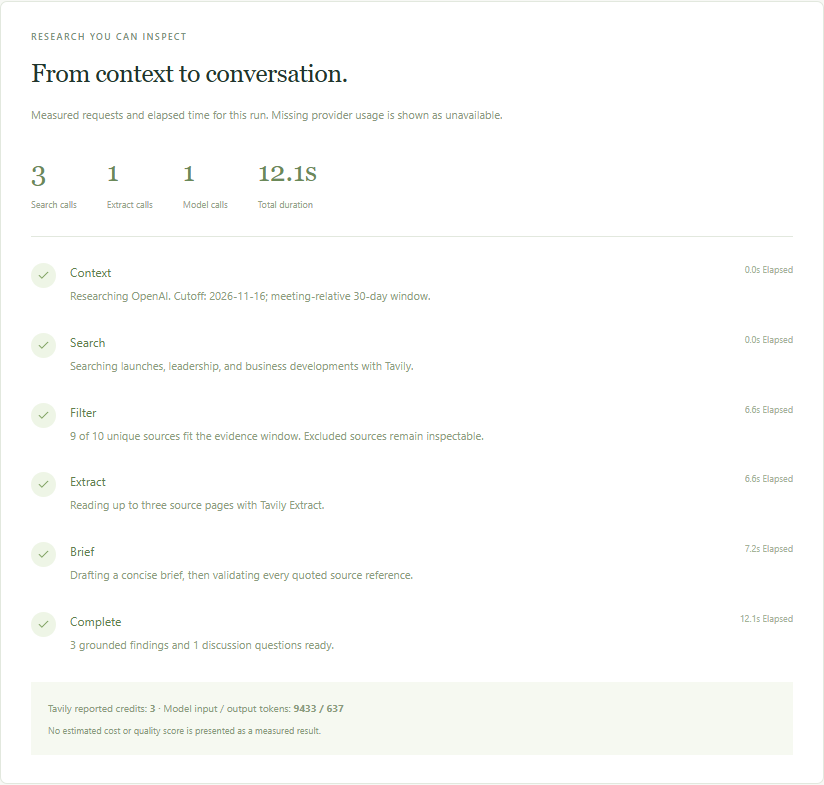 RESEARCH YOU CAN INSPECT
From context to conversation.
Measured requests and elapsed time for this run. Missing provider usage is shown as unavailable.
3 1 1 12.1s
Search calls Extract calls Model calls Total duration
Context 0.0s Elapsed
Researching OpenAI. Cutoff: 2026-11-16; meeting-relative 30-day window.
Search 0.0s Elapsed
Searching launches, leadership, and business developments with Tavily.
Filter 6.6s Elapsed
9 of 10 unique sources fit the evidence window. Excluded sources remain inspectable.
Extract 6.6s Elapsed
Reading up to three source pages with Tavily Extract.
Brief 7.2s Elapsed
Drafting a concise brief, then validating every quoted source reference.
Complete 12.1s Elapsed
3 grounded findings and 1 discussion questions ready.
Tavily reported credits: 3 · Model input / output tokens: 9433 / 637
No estimated cost or quality score is presented as a measured result.